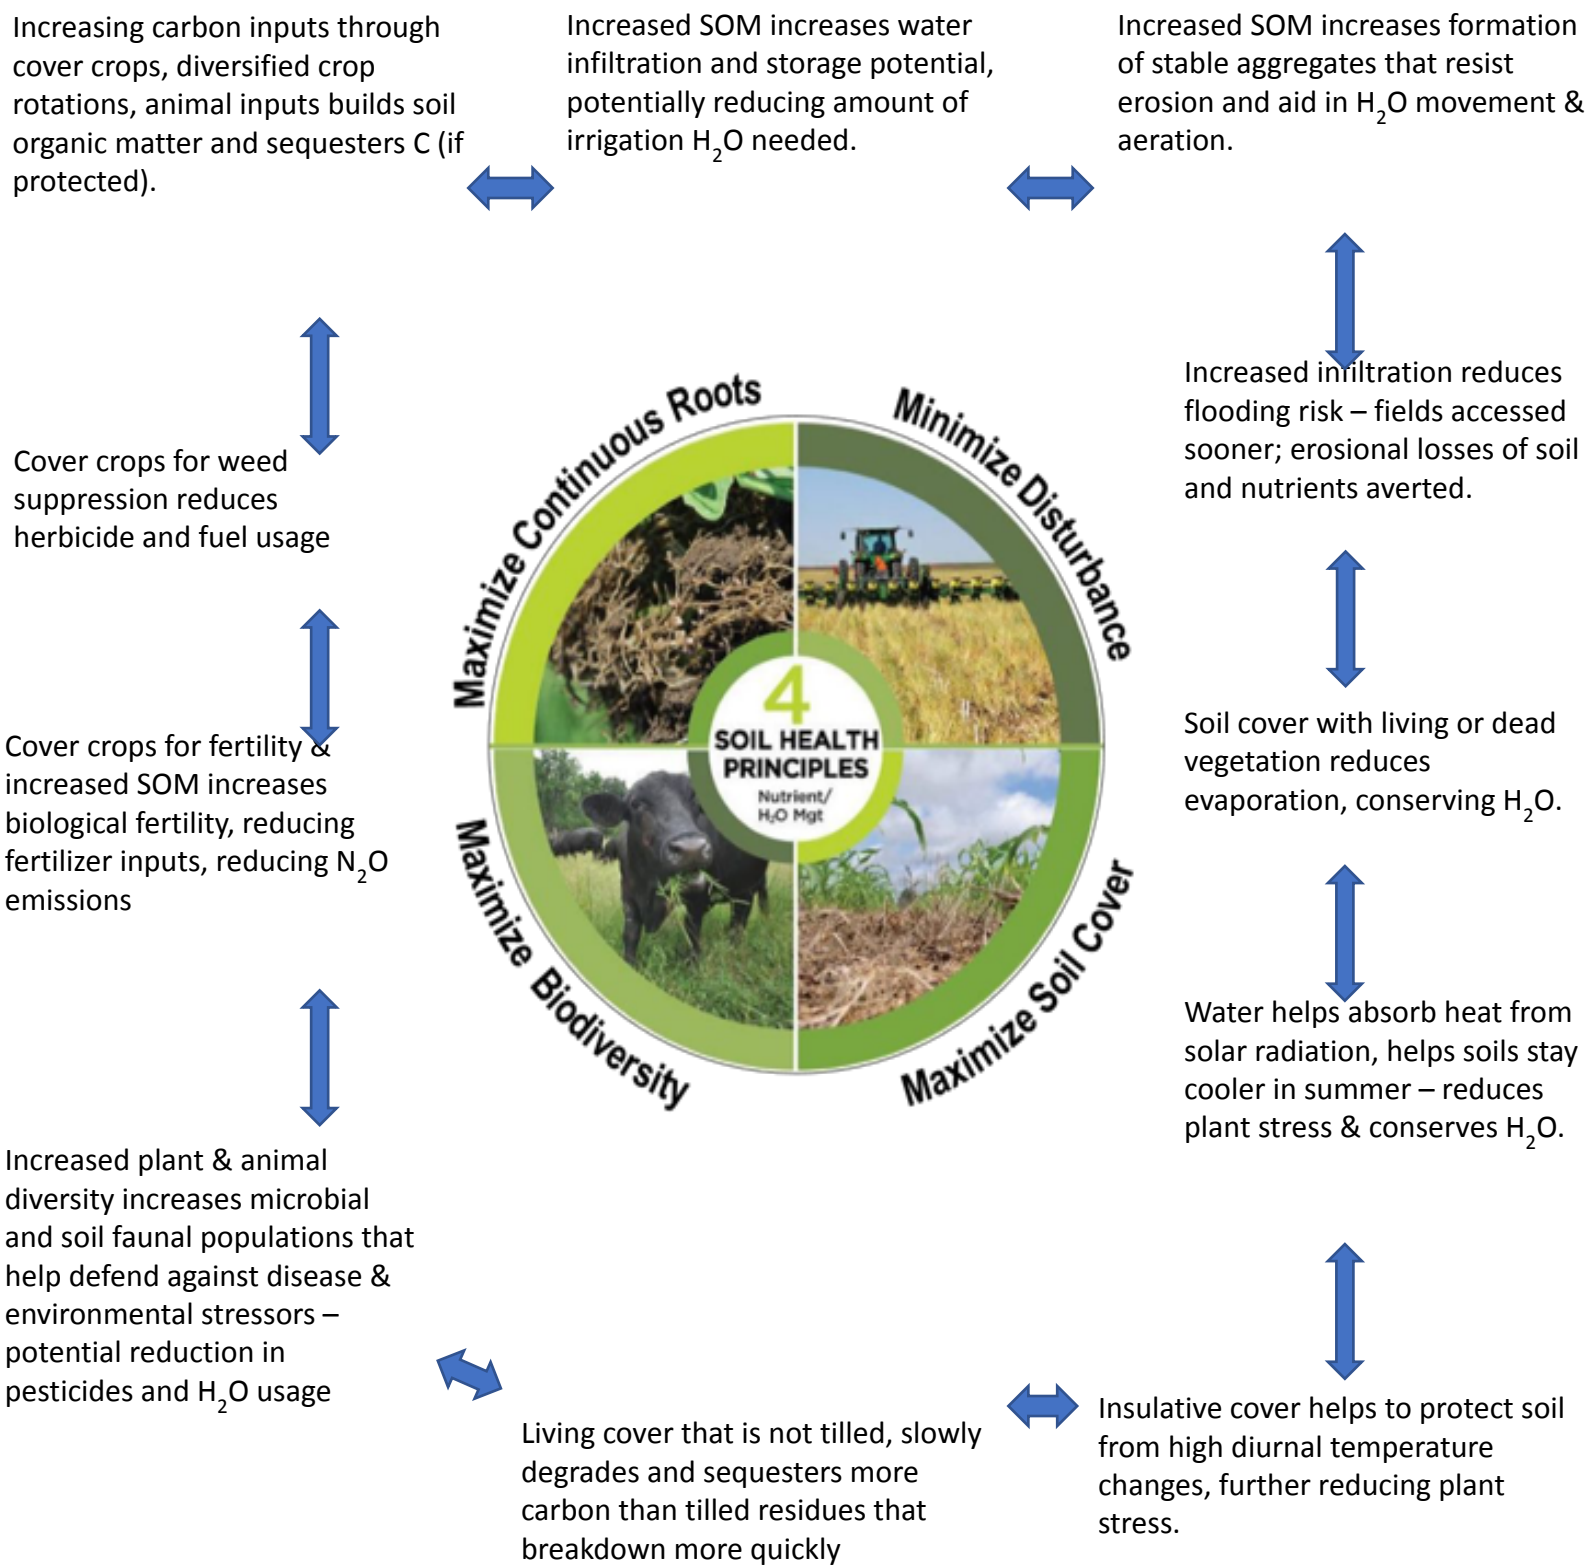 Increasing carbon inputs through
cover crops, diversified crop
rotations, animal inputs builds soil
organic matter and sequesters C (if
protected).
Increased SOM increases water
infiltration and storage potential,
potentially reducing amount of
irrigation H₂O needed.
Increased SOM increases formation
of stable aggregates that resist
erosion and aid in H₂O movement &
aeration.
Increased infiltration reduces
flooding risk – fields accessed
sooner; erosional losses of soil
and nutrients averted.
Soil cover with living or dead
vegetation reduces
evaporation, conserving H₂O.
Water helps absorb heat from
solar radiation, helps soils stay
cooler in summer – reduces
plant stress & conserves H₂O.
Insulative cover helps to protect soil
from high diurnal temperature
changes, further reducing plant
stress.
Living cover that is not tilled, slowly
degrades and sequesters more
carbon than tilled residues that
breakdown more quickly
Increased plant & animal
diversity increases microbial
and soil faunal populations that
help defend against disease &
environmental stressors –
potential reduction in
pesticides and H₂O usage
Cover crops for fertility &
increased SOM increases
biological fertility, reducing
fertilizer inputs, reducing N₂O
emissions
Cover crops for weed
suppression reduces
herbicide and fuel usage
Maximize Continuous Roots
Minimize Disturbance
Maximize Soil Cover
Maximize Biodiversity
4
SOIL HEALTH
PRINCIPLES
Nutrient/
H₂O Mgt